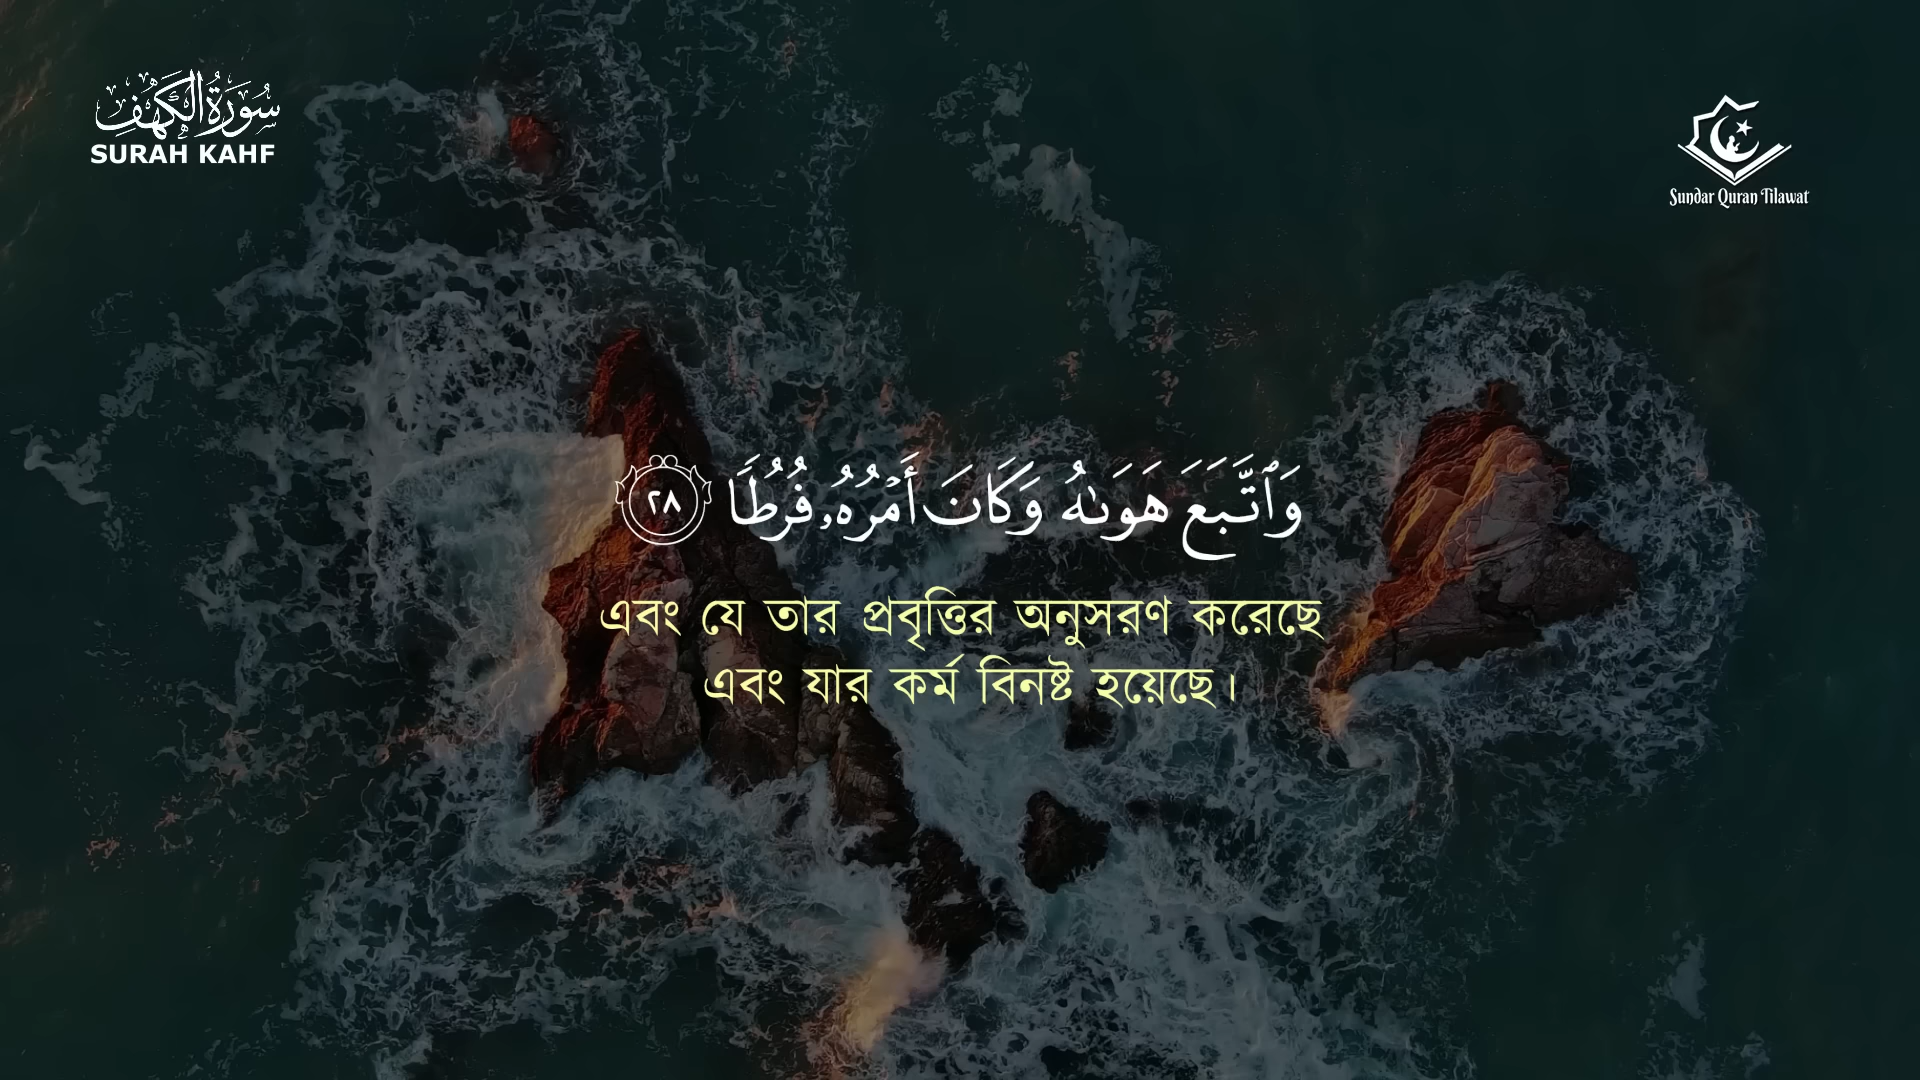 سُورَةُ الْكَهْفِ
SURAH KAHF
Sundar Quran Tilawat
وَٱتَّبَعَ هَوَىٰهُ وَكَانَ أَمْرُهُۥ فُرُطًا ٢٨
এবং যে তার প্রবৃত্তির অনুসরণ করেছে
এবং যার কর্ম বিনষ্ট হয়েছে।